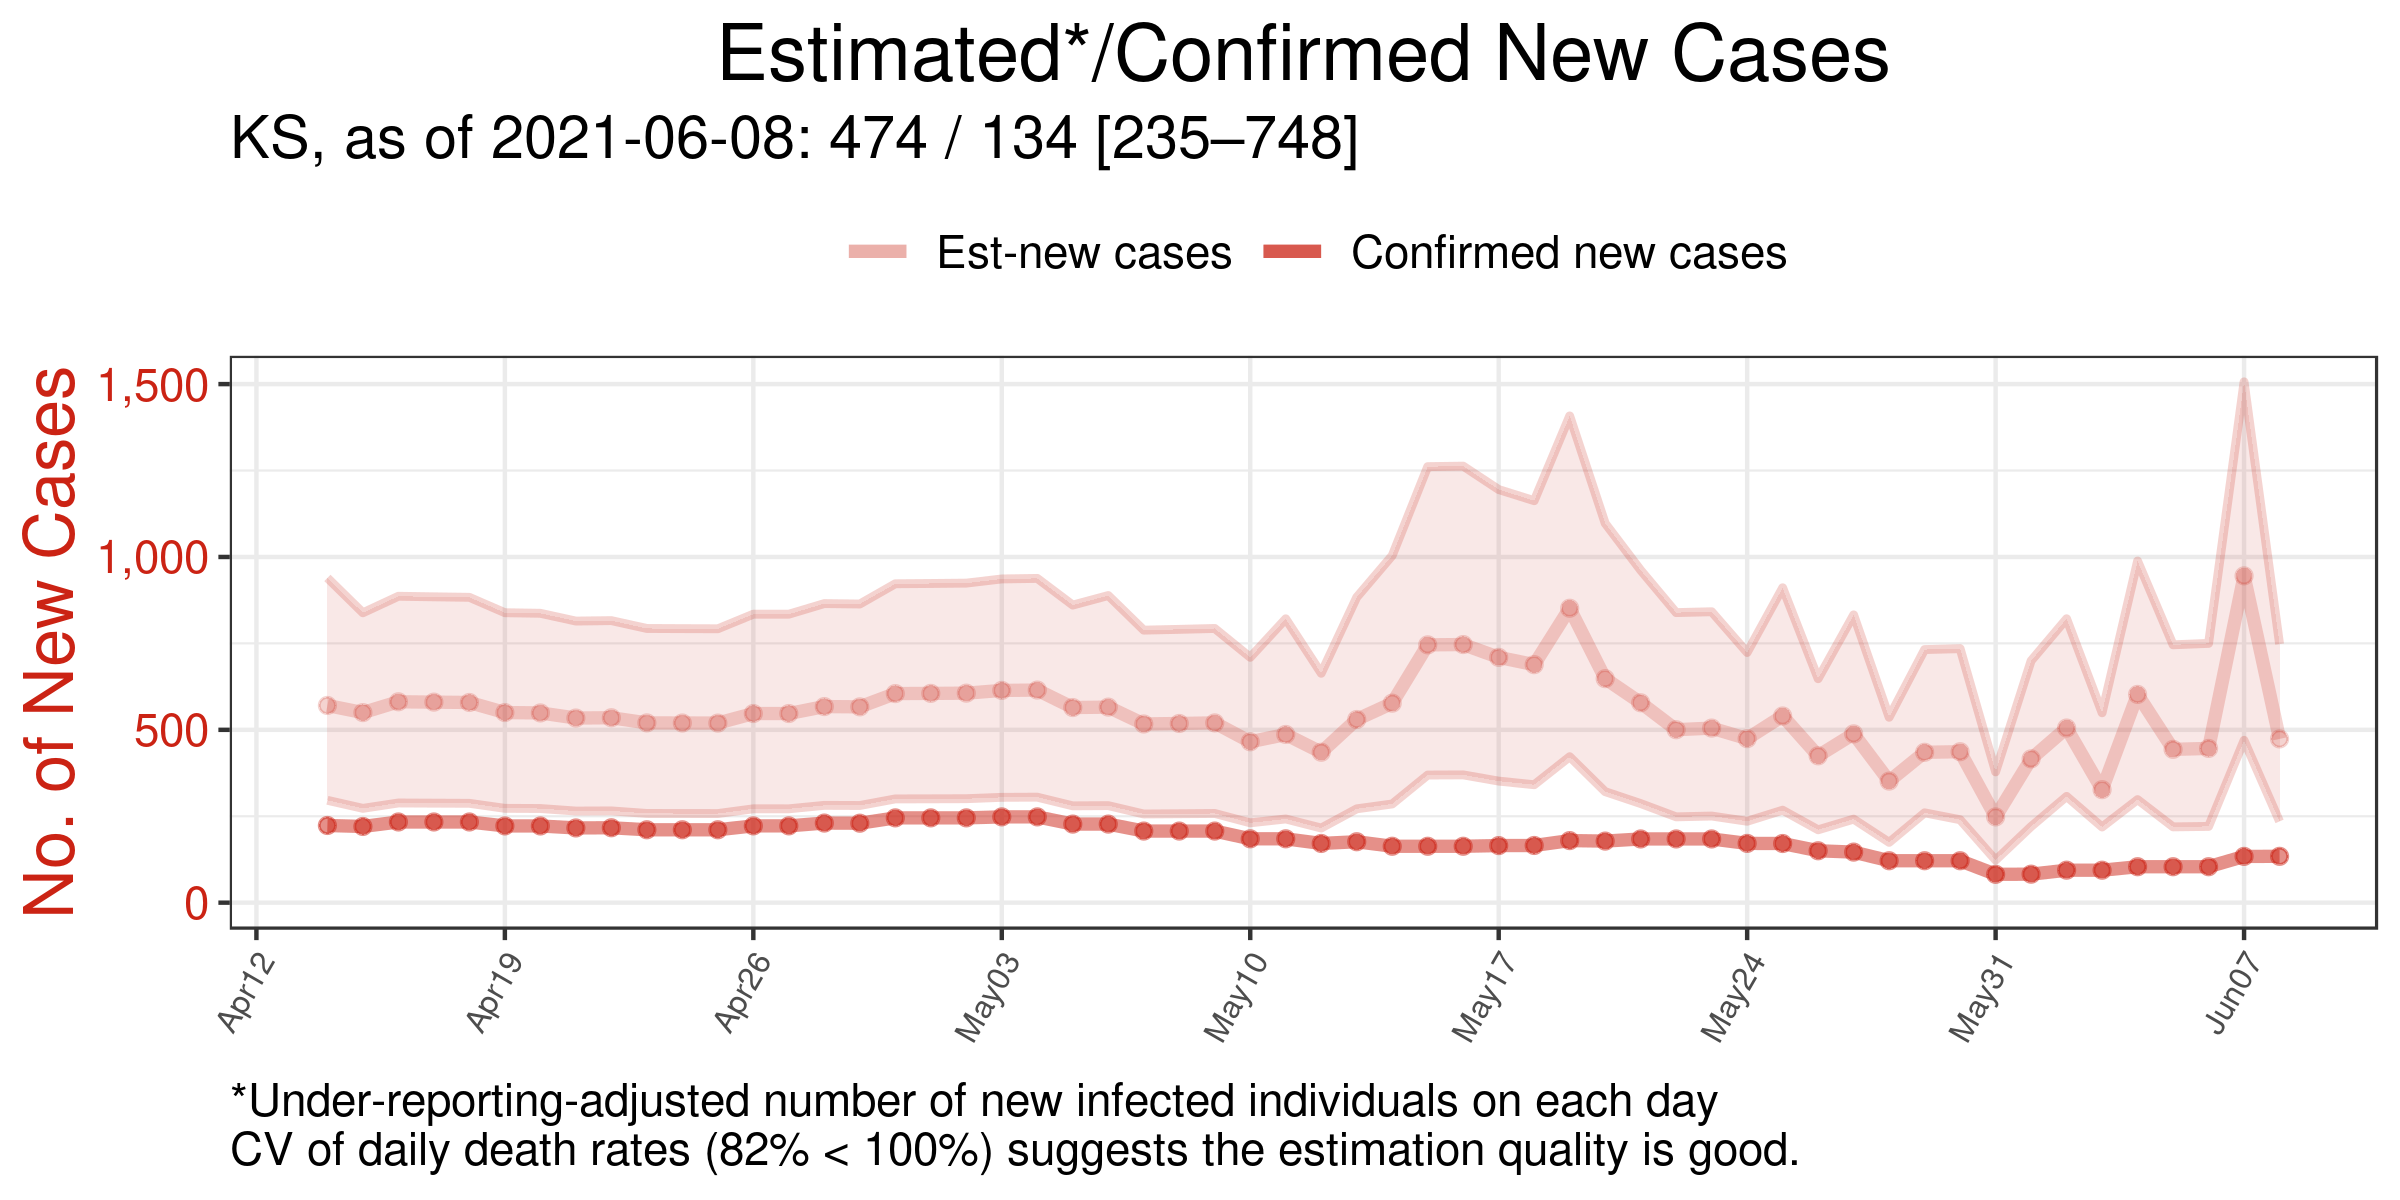 Estimated*/Confirmed New Cases
KS, as of 2021-06-08: 474 / 134 [235–748]
Est-new cases
Confirmed new cases
No. of New Cases
1,500
1,000
500
0
Apr12
Apr19
Apr26
May03
May10
May17
May24
May31
Jun07
*Under-reporting-adjusted number of new infected individuals on each day
CV of daily death rates (82% < 100%) suggests the estimation quality is good.